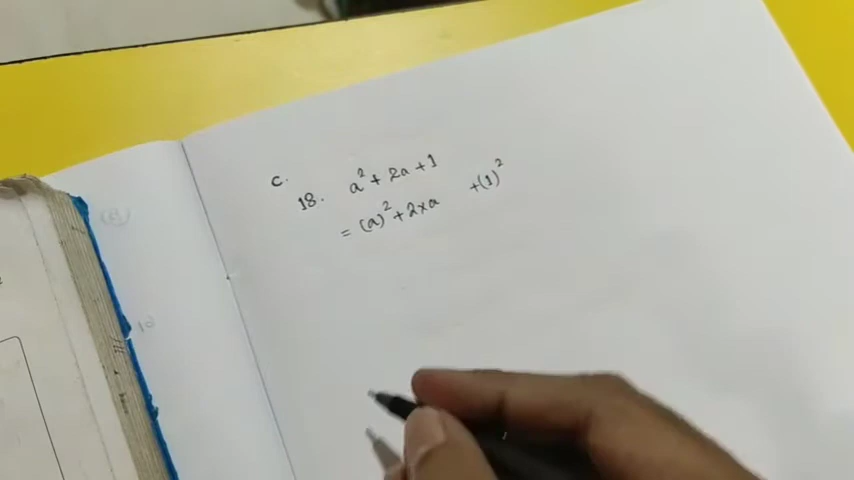 C.
18. a² + 2a + 1
= (a)² + 2×a +(1)²